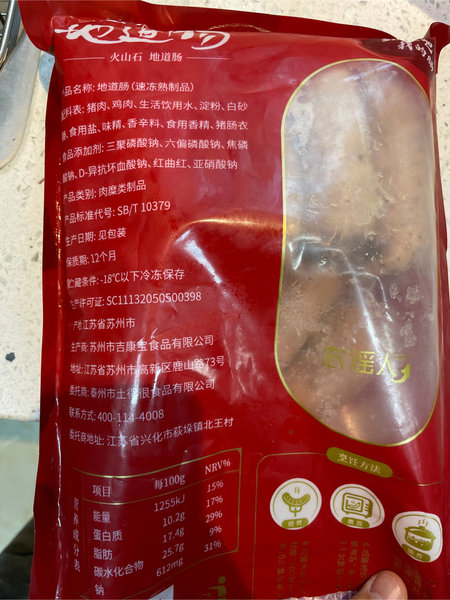 地道肠
火山石 地道肠
品名称: 地道肠 (速冻熟制品)
料表: 猪肉、鸡肉、生活饮用水、淀粉、白砂
食用盐、味精、香辛料、食用香精、猪肠衣
食品添加剂: 三聚磷酸钠、六偏磷酸钠、焦磷
酸钠、D-异抗坏血酸钠、红曲红、亚硝酸钠
产品类别: 肉糜类制品
产品标准代号: SB/T 10379
生产日期: 见包装
保质期: 12个月
贮藏条件: -18℃以下冷冻保存
生产许可证: SC11132050500398
产地: 江苏省苏州市
生产商: 苏州市吉康宝食品有限公司
地址: 江苏省苏州市高新区鹿山路73号
委托商: 泰州市土得很食品有限公司
联系方式: 400-114-4008
委托商地址: 江苏省兴化市荻垛镇北王村
营养成分表
项目 每100g NRV%
能量 1255kJ 15%
蛋白质 10.2g 17%
脂肪 17.4g 29%
碳水化合物 25.7g 9%
钠 612mg 31%
烹饪方法